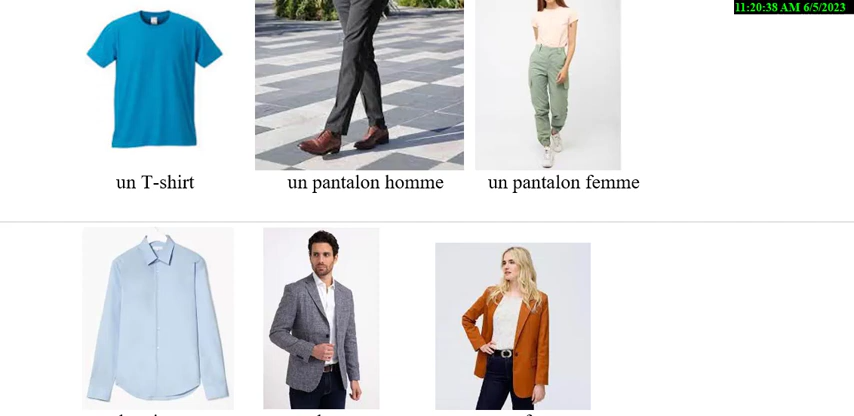 11:20:38 AM 6/5/2023
un T-shirt
un pantalon homme
un pantalon femme